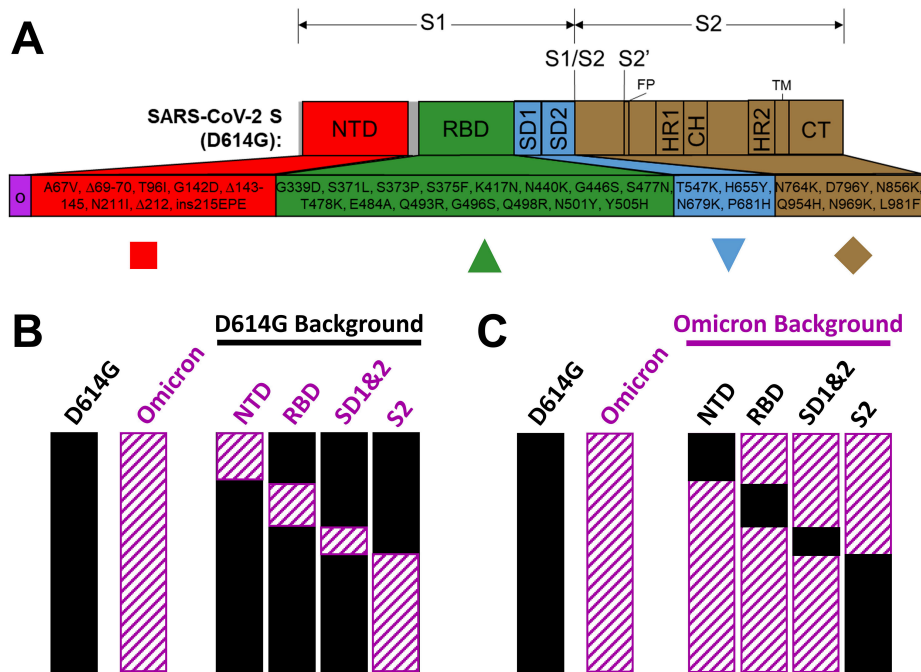 A
S1
S2
S1/S2
S2'
FP
TM
SARS-CoV-2 S
(D614G):
NTD
RBD
SD1
SD2
HR1
CH
HR2
CT
O
A67V, Δ69-70, T96I, G142D, Δ143-
145, N211I, Δ212, ins215EPE
G339D, S371L, S373P, S375F, K417N, N440K, G446S, S477N,
T478K, E484A, Q493R, G496S, Q498R, N501Y, Y505H
T547K, H655Y,
N679K, P681H
N764K, D796Y, N856K,
Q954H, N969K, L981F
B
D614G Background
D614G
Omicron
NTD
RBD
SD1&2
S2
C
Omicron Background
D614G
Omicron
NTD
RBD
SD1&2
S2